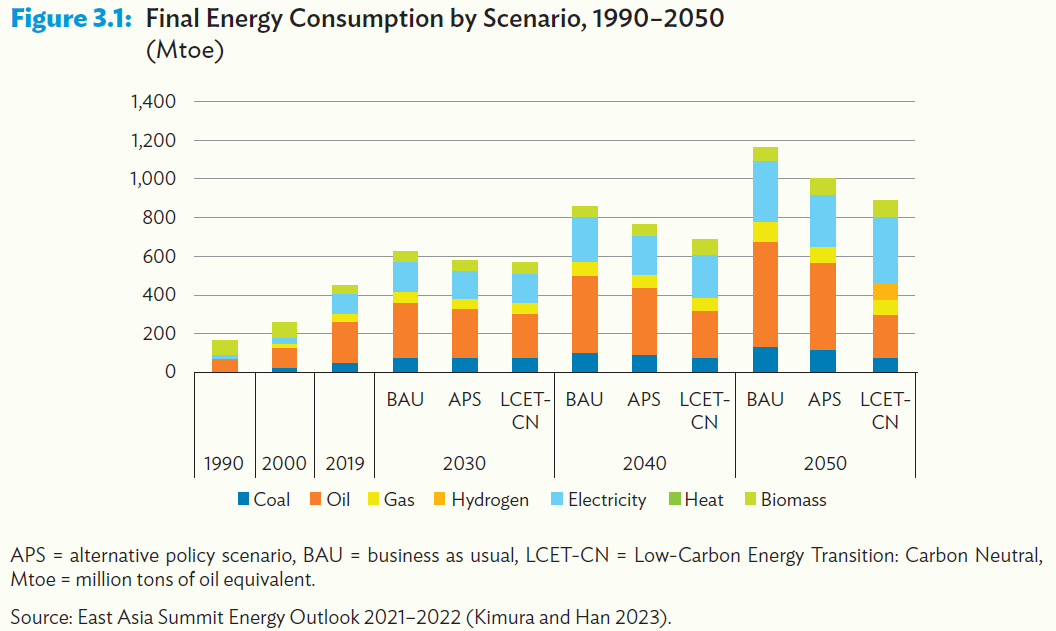 Figure 3.1: Final Energy Consumption by Scenario, 1990–2050
(Mtoe)
1,400
1,200
1,000
800
600
400
200
0
BAU APS LCET-CN BAU APS LCET-CN BAU APS LCET-CN
1990 2000 2019 2030 2040 2050
Coal Oil Gas Hydrogen Electricity Heat Biomass
APS = alternative policy scenario, BAU = business as usual, LCET-CN = Low-Carbon Energy Transition: Carbon Neutral,
Mtoe = million tons of oil equivalent.
Source: East Asia Summit Energy Outlook 2021–2022 (Kimura and Han 2023).